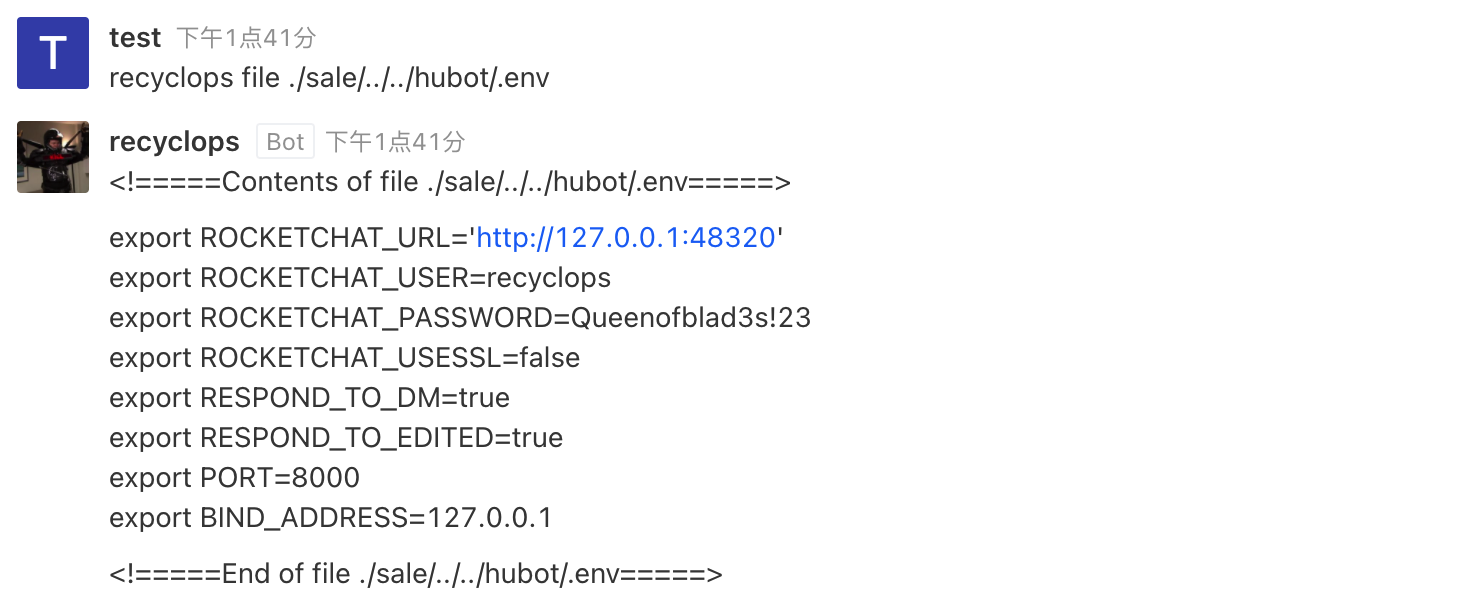 T
test 下午1点41分
recyclops file ./sale/../../hubot/.env
recyclops Bot 下午1点41分
<!=====Contents of file ./sale/../../hubot/.env=====>
export ROCKETCHAT_URL='http://127.0.0.1:48320'
export ROCKETCHAT_USER=recyclops
export ROCKETCHAT_PASSWORD=Queenofblad3s!23
export ROCKETCHAT_USESSL=false
export RESPOND_TO_DM=true
export RESPOND_TO_EDITED=true
export PORT=8000
export BIND_ADDRESS=127.0.0.1
<!=====End of file ./sale/../../hubot/.env=====>